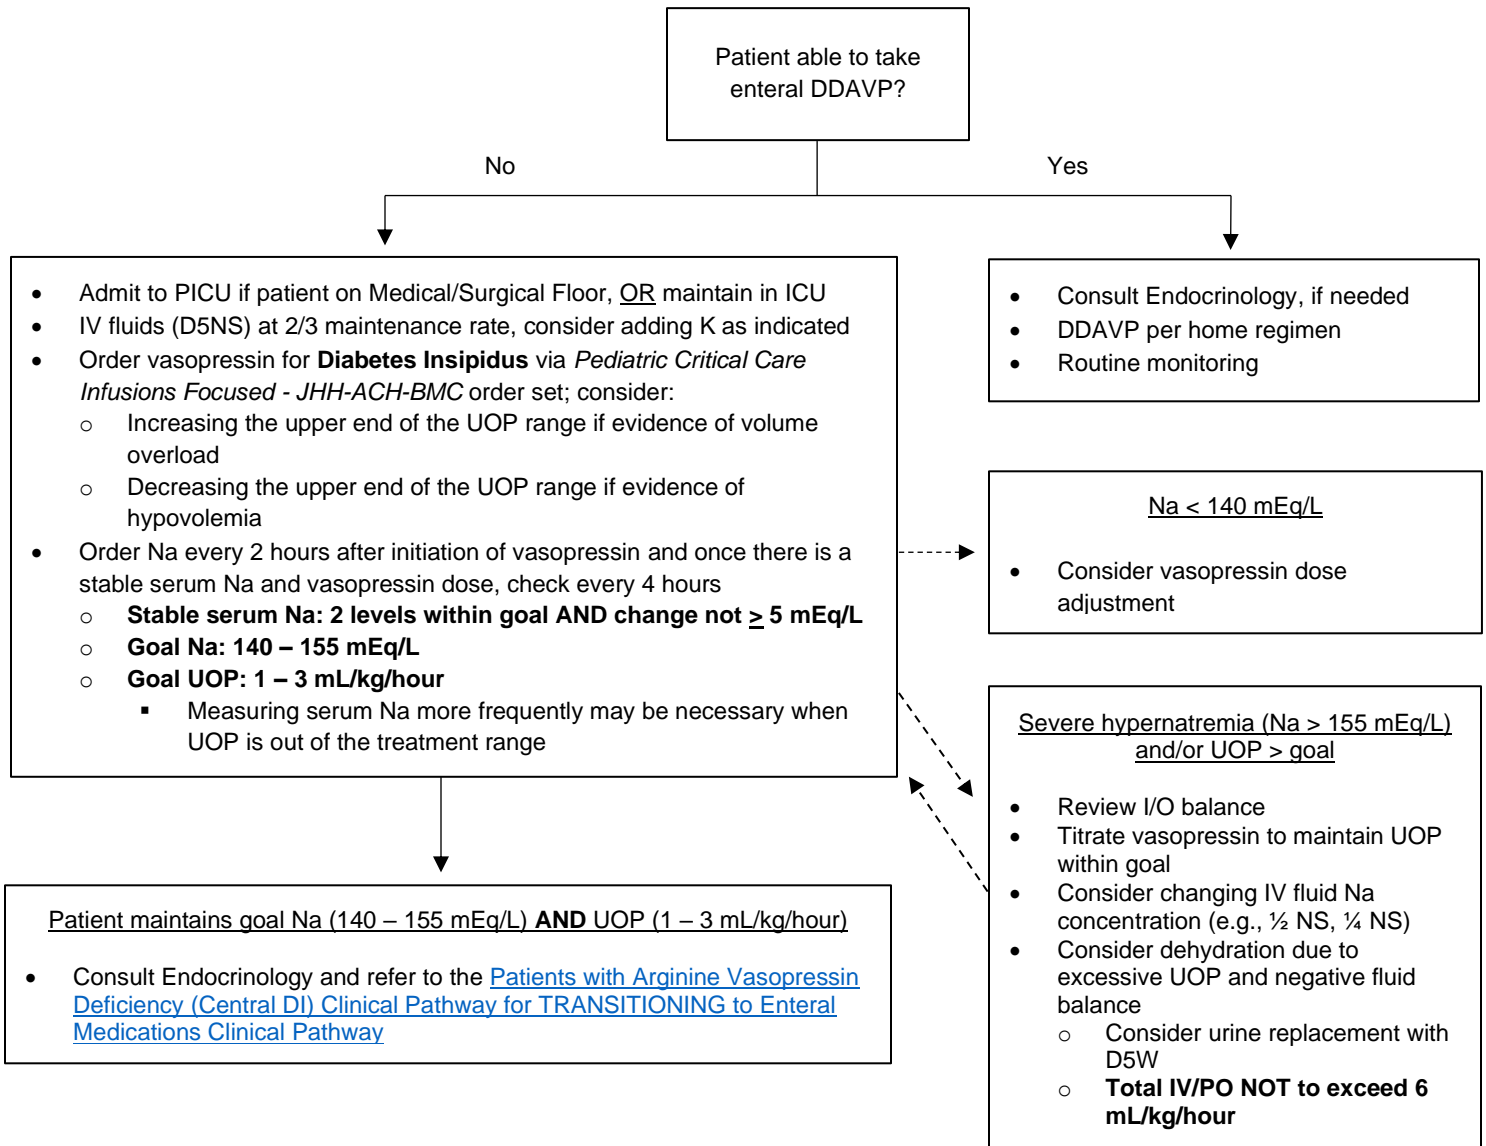 Patient able to take
enteral DDAVP?
No
Yes
• Admit to PICU if patient on Medical/Surgical Floor, OR maintain in ICU
• IV fluids (D5NS) at 2/3 maintenance rate, consider adding K as indicated
• Order vasopressin for Diabetes Insipidus via Pediatric Critical Care
Infusions Focused - JHH-ACH-BMC order set; consider:
o Increasing the upper end of the UOP range if evidence of volume
overload
o Decreasing the upper end of the UOP range if evidence of
hypovolemia
• Order Na every 2 hours after initiation of vasopressin and once there is a
stable serum Na and vasopressin dose, check every 4 hours
o Stable serum Na: 2 levels within goal AND change not ≥ 5 mEq/L
o Goal Na: 140 – 155 mEq/L
o Goal UOP: 1 – 3 mL/kg/hour
▪ Measuring serum Na more frequently may be necessary when
UOP is out of the treatment range
• Consult Endocrinology, if needed
• DDAVP per home regimen
• Routine monitoring
Na < 140 mEq/L
• Consider vasopressin dose
adjustment
Severe hypernatremia (Na > 155 mEq/L)
and/or UOP > goal
• Review I/O balance
• Titrate vasopressin to maintain UOP
within goal
• Consider changing IV fluid Na
concentration (e.g., ½ NS, ¼ NS)
• Consider dehydration due to
excessive UOP and negative fluid
balance
o Consider urine replacement with
D5W
o Total IV/PO NOT to exceed 6
mL/kg/hour
Patient maintains goal Na (140 – 155 mEq/L) AND UOP (1 – 3 mL/kg/hour)
• Consult Endocrinology and refer to the Patients with Arginine Vasopressin
Deficiency (Central DI) Clinical Pathway for TRANSITIONING to Enteral
Medications Clinical Pathway